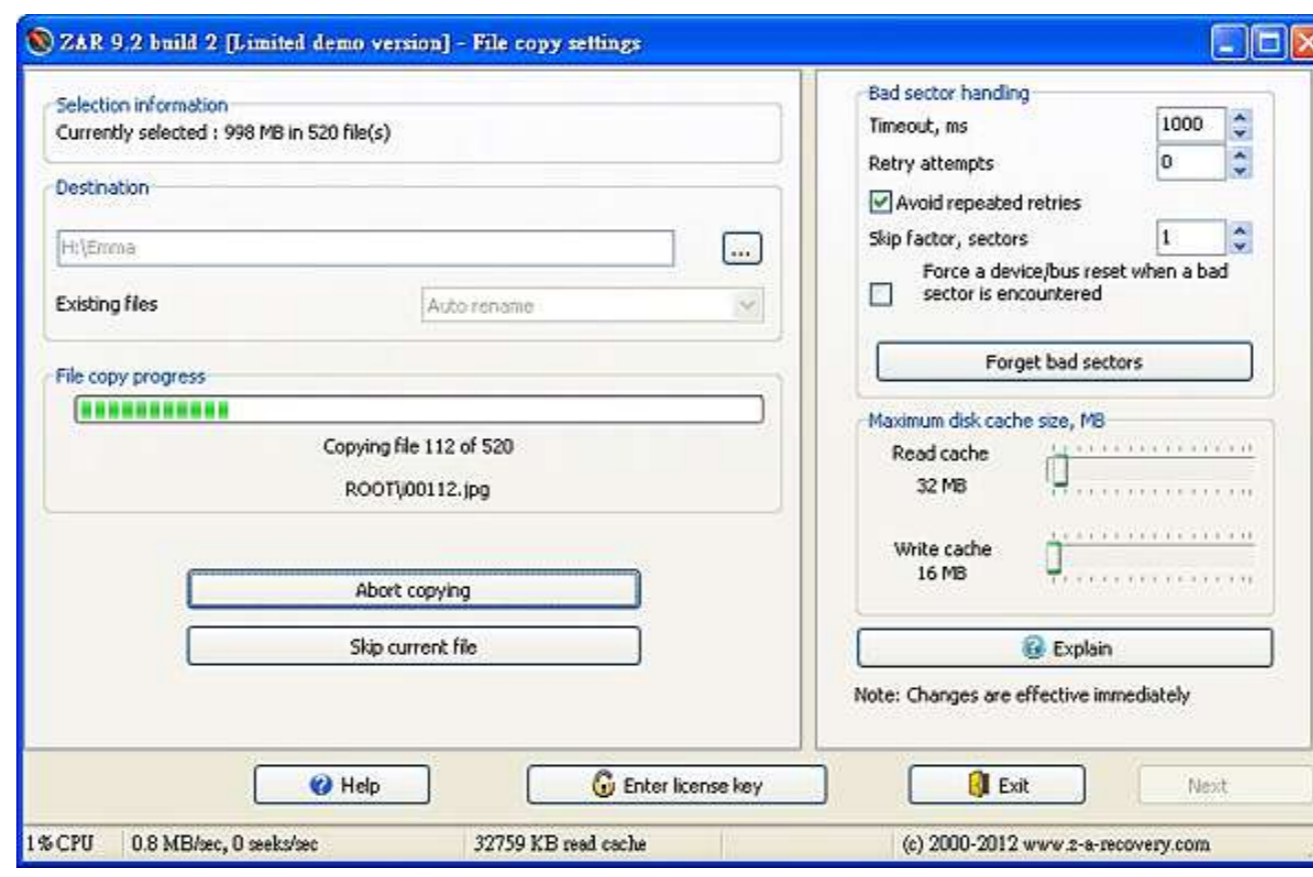 ZAR 9.2 build 2 [Limited demo version] - File copy settings
Selection information
Currently selected : 998 MB in 520 file(s)
Destination
H:\Emma
...
Existing files
Auto rename
File copy progress
Copying file 112 of 520
ROOT\j00112.jpg
Abort copying
Skip current file
Bad sector handling
Timeout, ms
1000
Retry attempts
0
Avoid repeated retries
Skip factor, sectors
1
Force a device/bus reset when a bad
sector is encountered
Forget bad sectors
Maximum disk cache size, MB
Read cache
32 MB
Write cache
16 MB
Explain
Note: Changes are effective immediately
Help
Enter license key
Exit
Next
1% CPU
0.8 MB/sec, 0 seeks/sec
32759 KB read cache
(c) 2000-2012 www.z-a-recovery.com